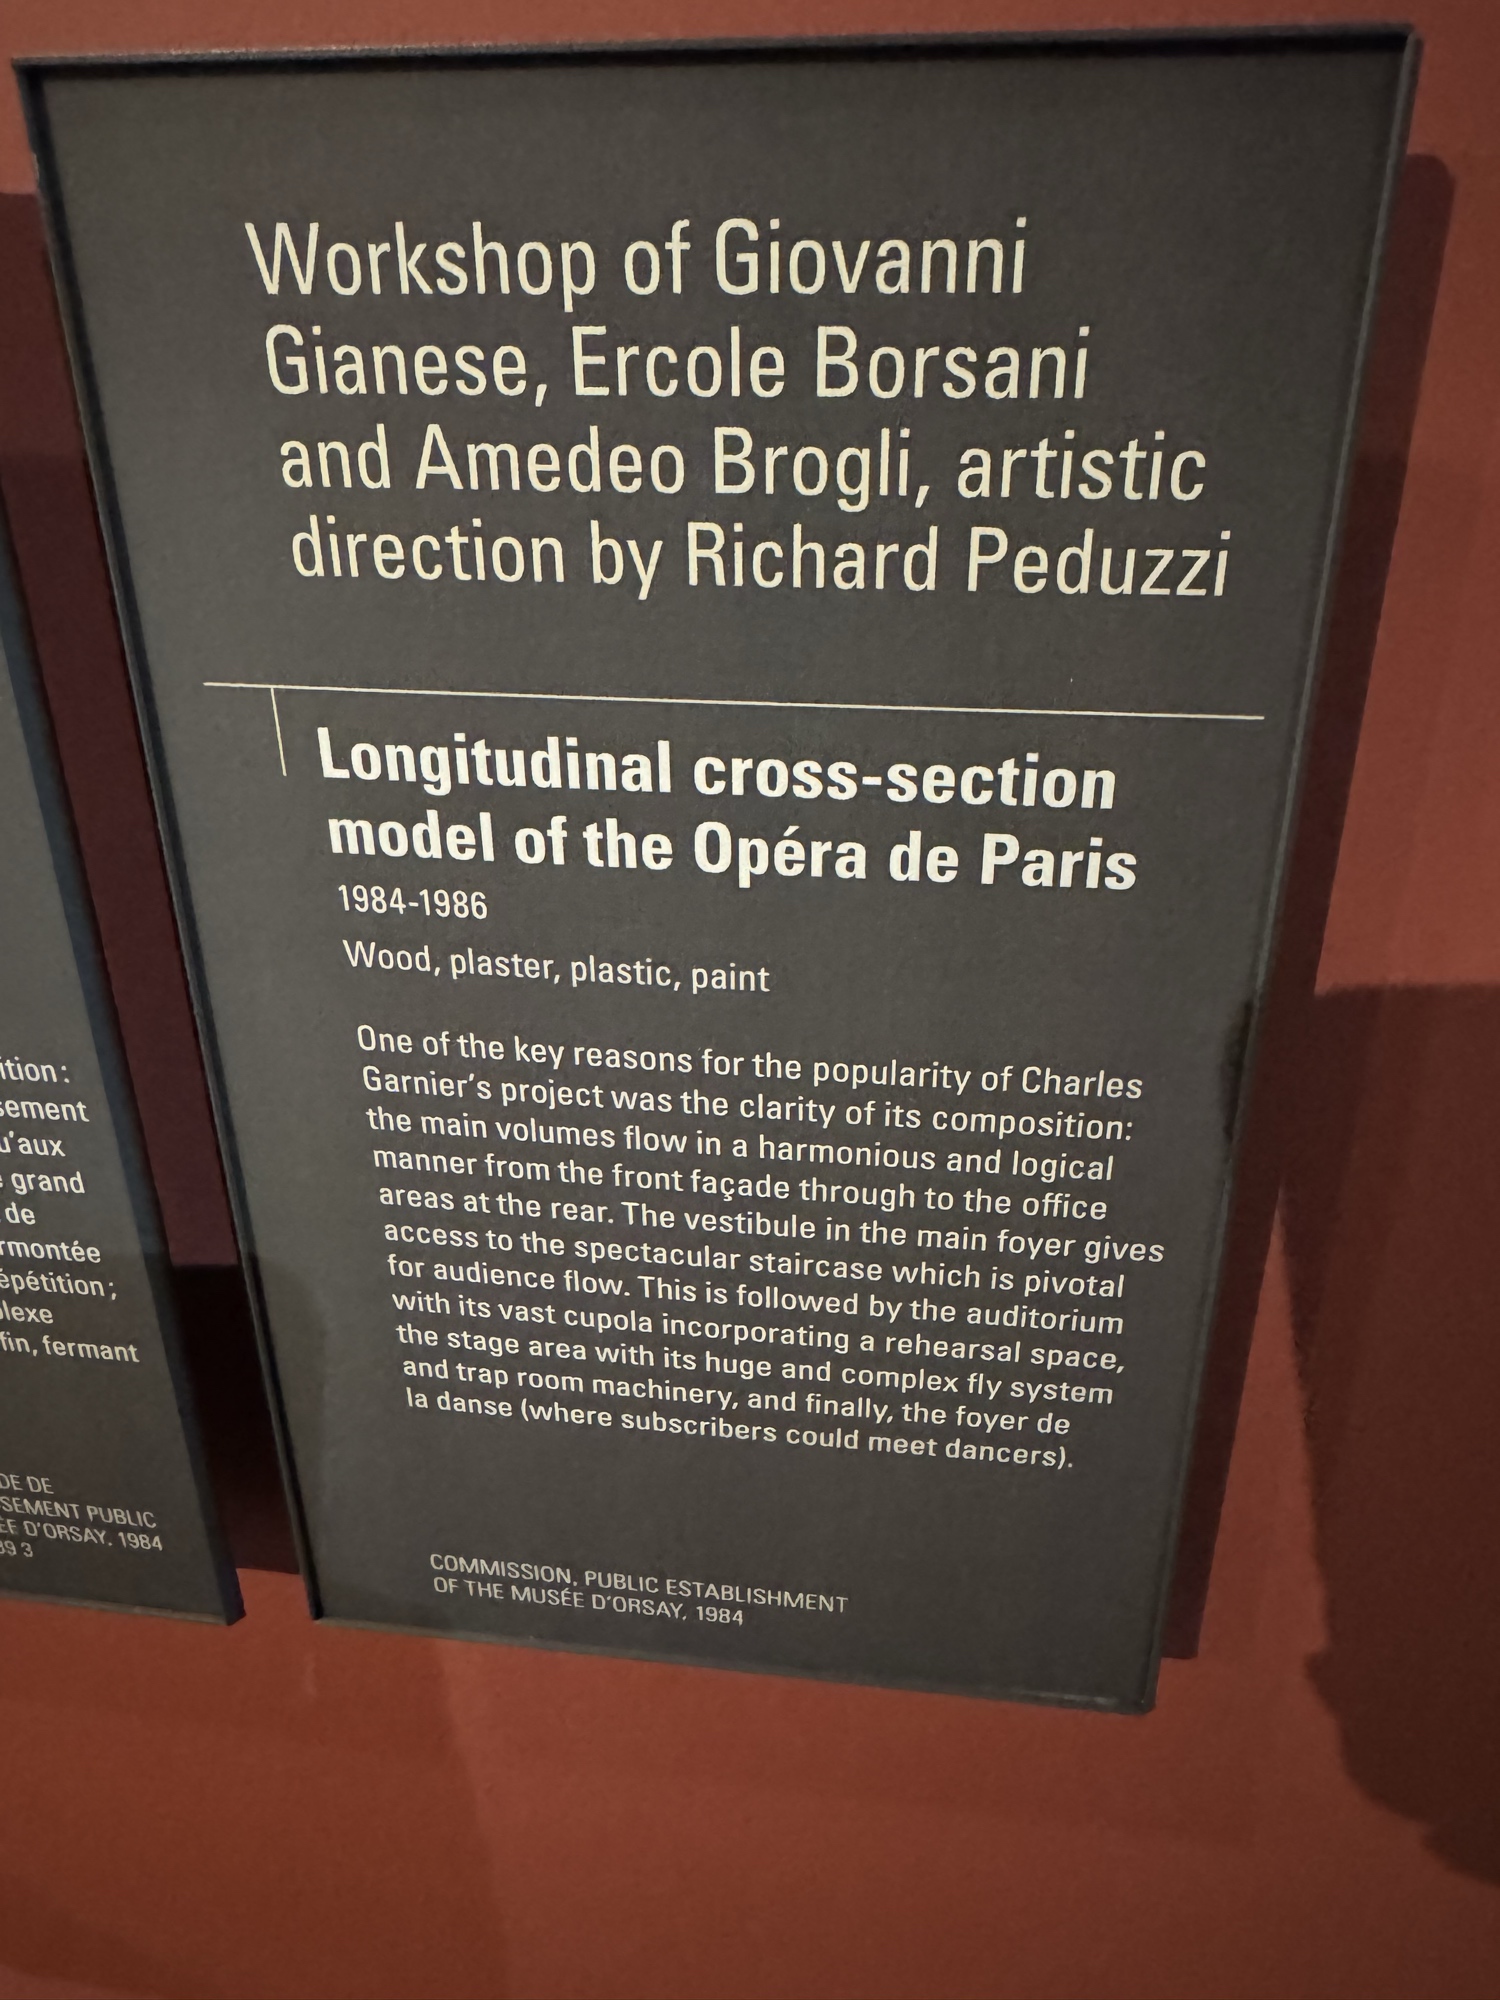 Workshop of Giovanni
Gianese, Ercole Borsani
and Amedeo Brogli, artistic
direction by Richard Peduzzi
Longitudinal cross-section
model of the Opéra de Paris
1984-1986
Wood, plaster, plastic, paint
One of the key reasons for the popularity of Charles
Garnier's project was the clarity of its composition:
the main volumes flow in a harmonious and logical
manner from the front façade through to the office
areas at the rear. The vestibule in the main foyer gives
access to the spectacular staircase which is pivotal
for audience flow. This is followed by the auditorium
with its vast cupola incorporating a rehearsal space,
the stage area with its huge and complex fly system
and trap room machinery, and finally, the foyer de
la danse (where subscribers could meet dancers).
COMMISSION, PUBLIC ESTABLISHMENT
OF THE MUSÉE D'ORSAY, 1984
ition :
sement
u'aux
grand
de
rmontée
épétition ;
lexe
fin, fermant
DE DE
SEMENT PUBLIC
ÉE D'ORSAY, 1984
89 3